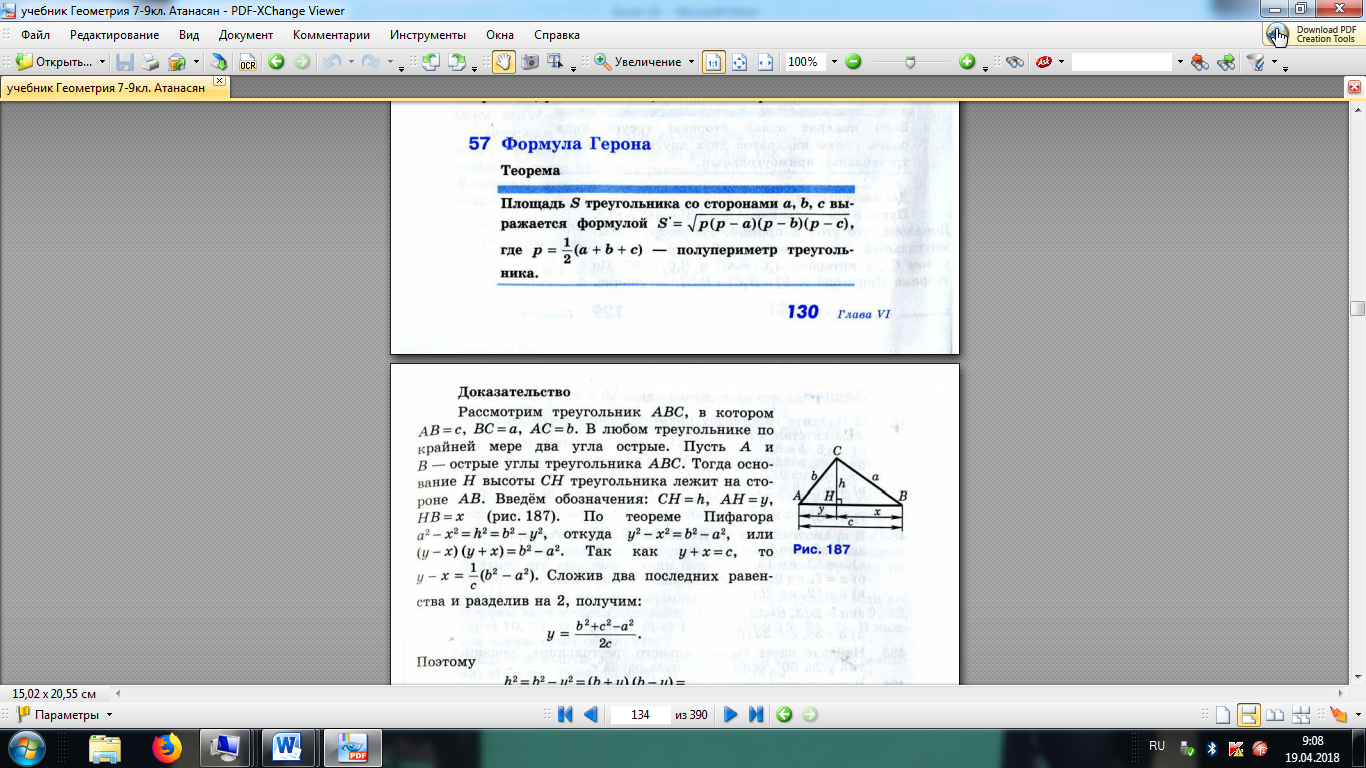 учебник Геометрия 7-9кл. Атанасян - PDF-XChange Viewer
Файл Редактирование Вид Документ Комментарии Инструменты Окна Справка
Download PDF
Creation Tools
Открыть... OCR Увеличение 1:1 100% Ask
учебник Геометрия 7-9кл. Атанасян
57 Формула Герона
Теорема
Площадь S треугольника со сторонами a, b, c вы-
ражается формулой S = √p(p − a)(p − b)(p − c),
где p = 1/2(a + b + c) — полупериметр треуголь-
ника.
130 Глава VI
Доказательство
Рассмотрим треугольник ABC, в котором
AB = c, BC = a, AC = b. В любом треугольнике по
крайней мере два угла острые. Пусть A и
B — острые углы треугольника ABC. Тогда осно-
вание H высоты CH треугольника лежит на сто-
роне AB. Введём обозначения: CH = h, AH = y,
HB = x (рис. 187). По теореме Пифагора
a² − x² = h² = b² − y², откуда y² − x² = b² − a², или
(y − x)(y + x) = b² − a². Так как y + x = c, то
y − x = 1/c(b² − a²). Сложив два последних равен-
ства и разделив на 2, получим:
y = b²+c²−a²/2c.
Поэтому
h² = b² − y² = (b + y)(b − y) =
C
b h a
A H B
y x
c
Рис. 187
15,02 x 20,55 см
Параметры 134 из 390
RU 9:08
19.04.2018